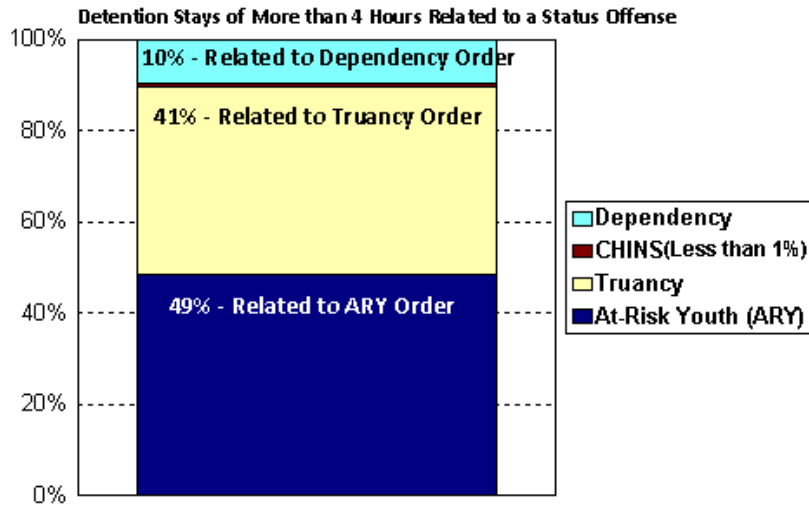 Detention Stays of More than 4 Hours Related to a Status Offense
100%
80%
60%
40%
20%
0%
10% - Related to Dependency Order
41% - Related to Truancy Order
49% - Related to ARY Order
Dependency
CHINS(Less than 1%)
Truancy
At-Risk Youth (ARY)